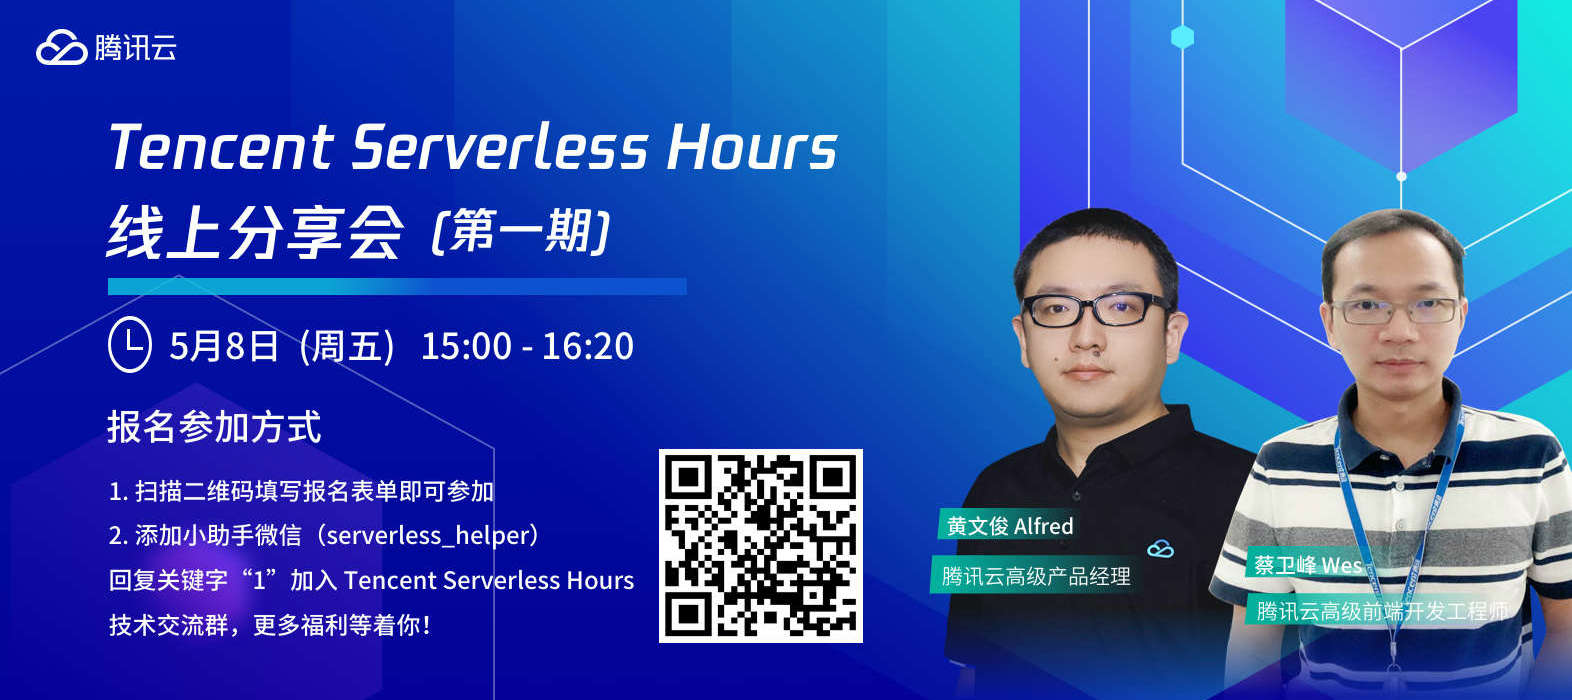 腾讯云
Tencent Serverless Hours
线上分享会（第一期）
5月8日（周五） 15:00 - 16:20
报名参加方式
1. 扫描二维码填写报名表单即可参加
2. 添加小助手微信（serverless_helper）
回复关键字“1”加入 Tencent Serverless Hours
技术交流群，更多福利等着你！
黄文俊 Alfred
腾讯云高级产品经理
蔡卫峰 Wes
腾讯云高级前端开发工程师